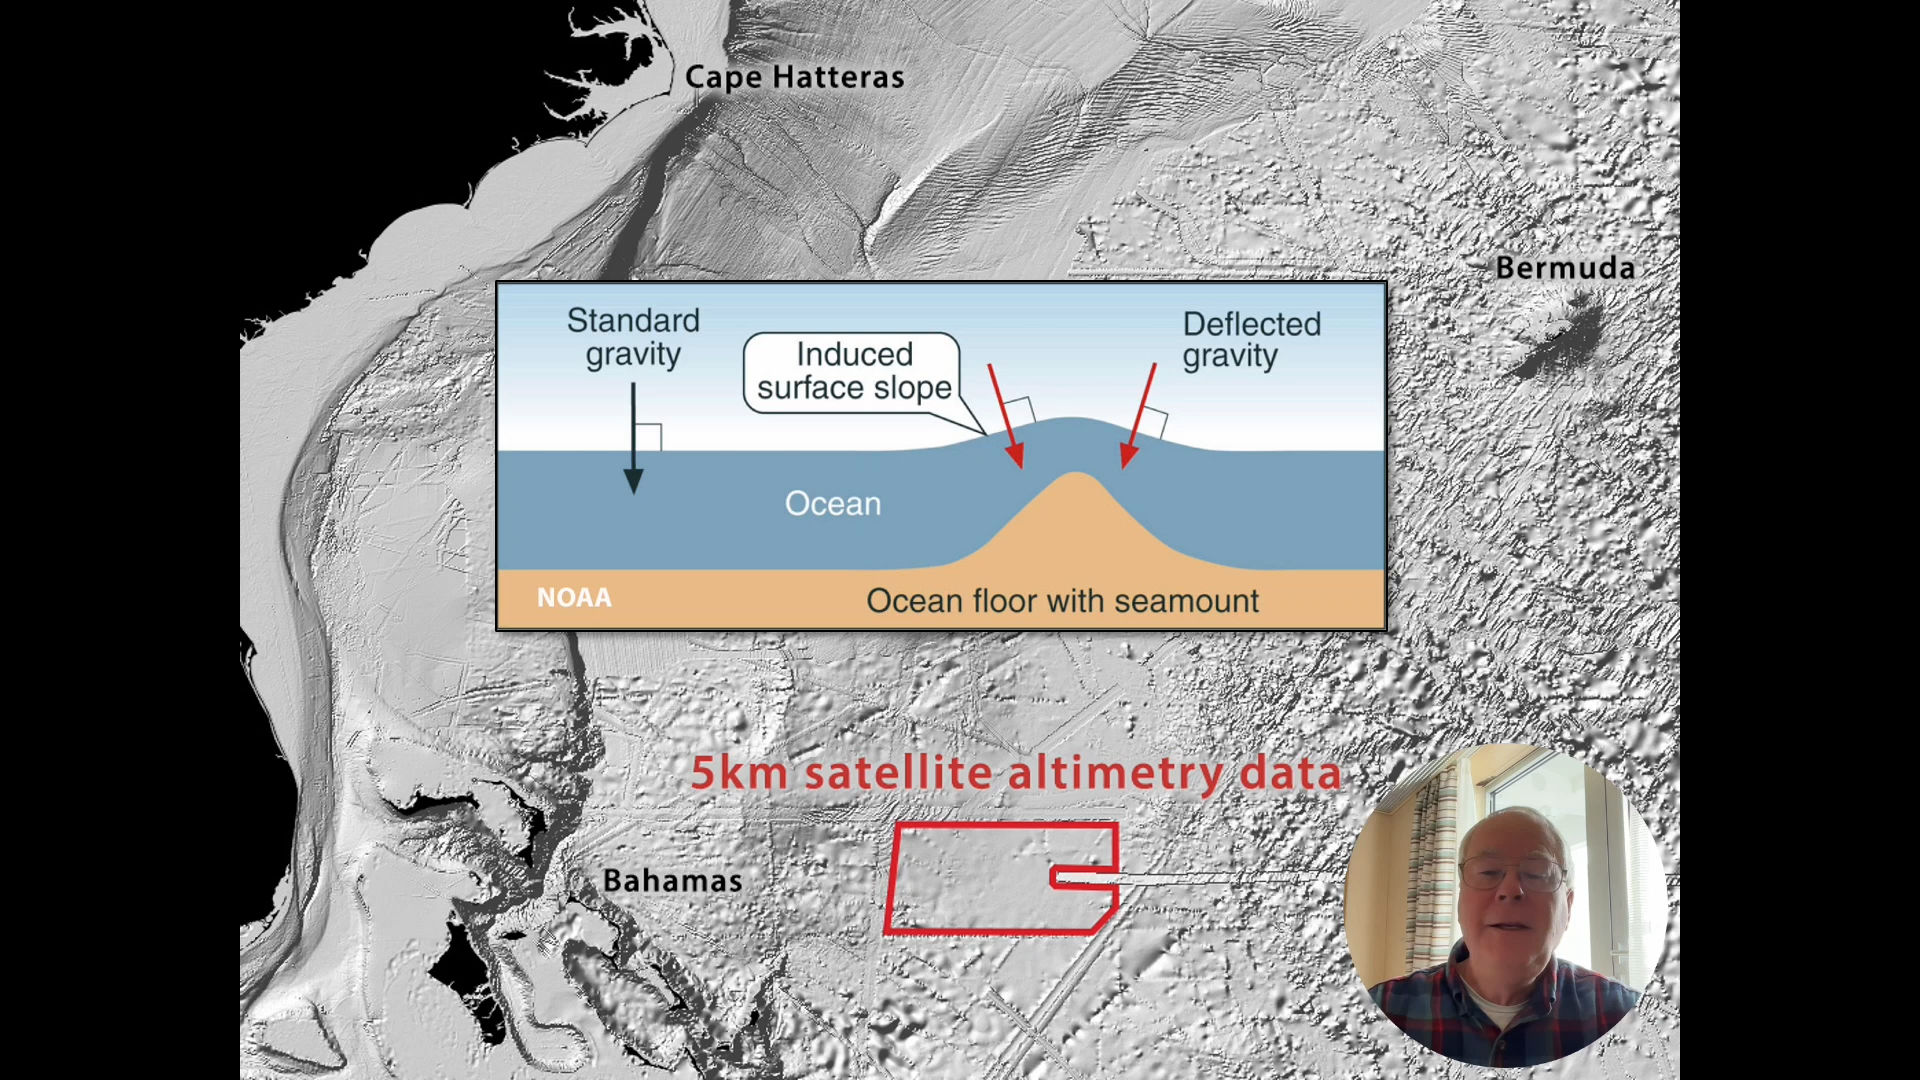 Cape Hatteras
Bermuda
Standard
gravity
Induced
surface slope
Deflected
gravity
Ocean
NOAA
Ocean floor with seamount
5km satellite altimetry data
Bahamas